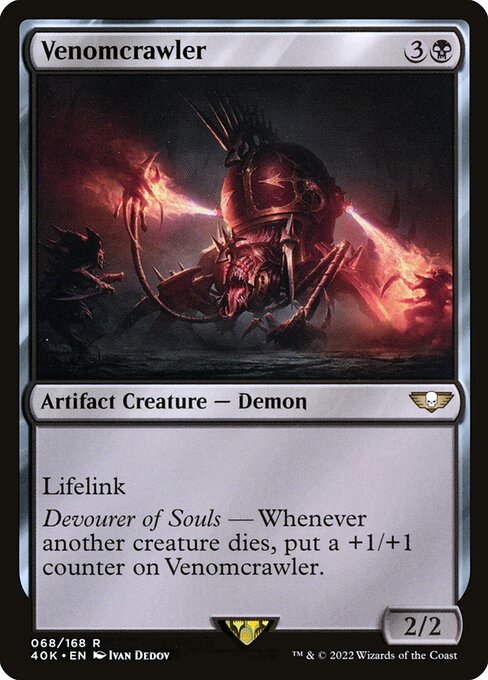 Venomcrawler 3
Artifact Creature — Demon
Lifelink
Devourer of Souls — Whenever
another creature dies, put a +1/+1
counter on Venomcrawler.
2/2
068/168 R
40K • EN Ivan Dedov
™ & © 2022 Wizards of the Coast